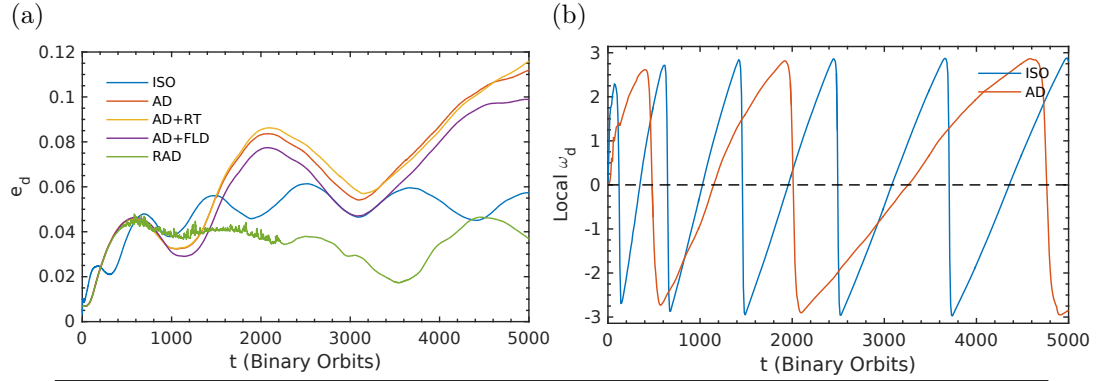 (a)
0.12
0.1
0.08
0.06
0.04
0.02
0
e_d
ISO
AD
AD+RT
AD+FLD
RAD
0 1000 2000 3000 4000 5000
t (Binary Orbits)
(b)
3
2
1
0
-1
-2
-3
Local ω_d
ISO
AD
0 1000 2000 3000 4000 5000
t (Binary Orbits)